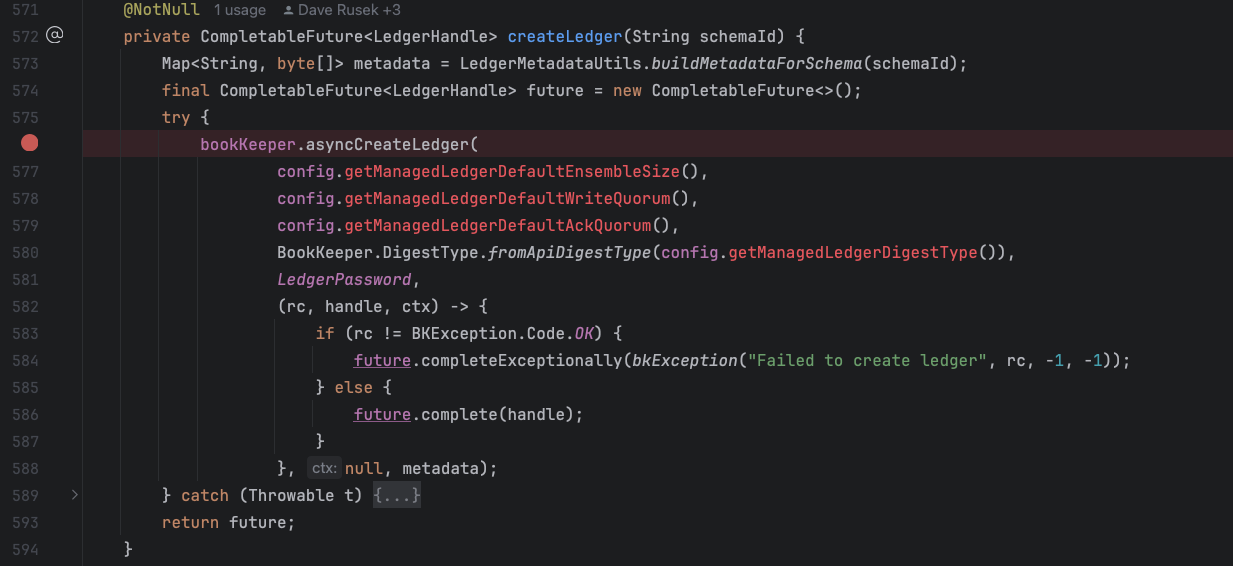 571 @NotNull 1 usage Dave Rusek +3
572 private CompletableFuture<LedgerHandle> createLedger(String schemaId) {
573 Map<String, byte[]> metadata = LedgerMetadataUtils.buildMetadataForSchema(schemaId);
574 final CompletableFuture<LedgerHandle> future = new CompletableFuture<>();
575 try {
bookKeeper.asyncCreateLedger(
577 config.getManagedLedgerDefaultEnsembleSize(),
578 config.getManagedLedgerDefaultWriteQuorum(),
579 config.getManagedLedgerDefaultAckQuorum(),
580 BookKeeper.DigestType.fromApiDigestType(config.getManagedLedgerDigestType()),
581 LedgerPassword,
582 (rc, handle, ctx) -> {
583 if (rc != BKException.Code.OK) {
584 future.completeExceptionally(bkException("Failed to create ledger", rc, -1, -1));
585 } else {
586 future.complete(handle);
587 }
588 }, ctx: null, metadata);
589 } catch (Throwable t) {...}
593 return future;
594 }